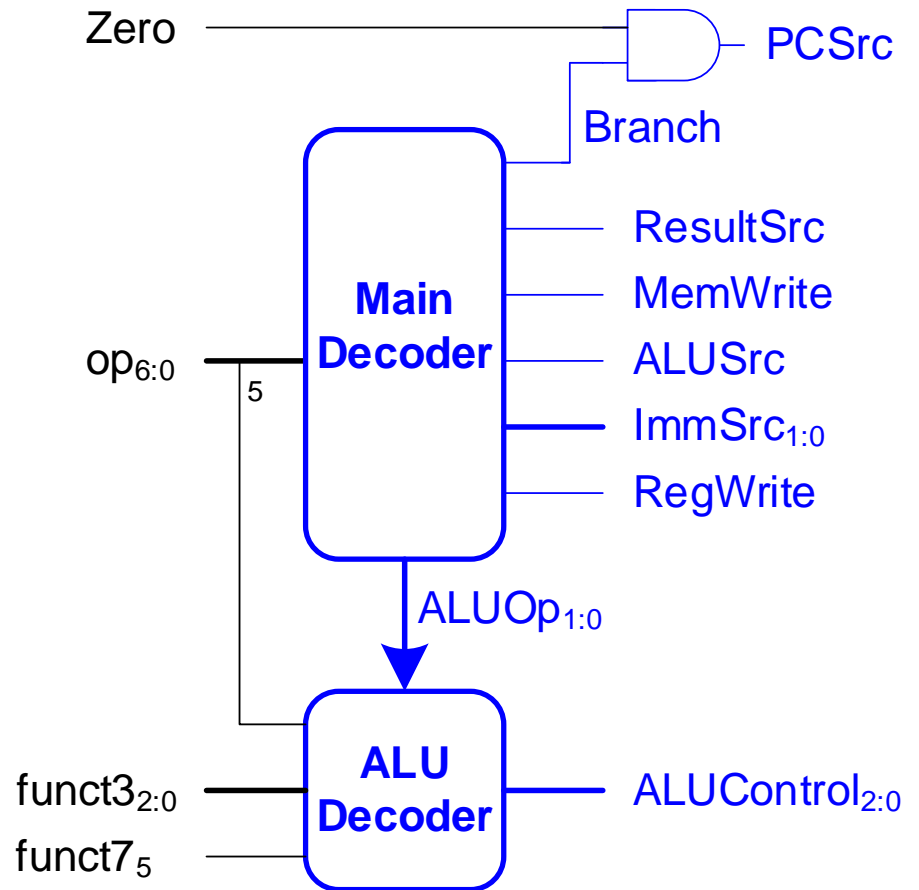 Zero
PCSrc
Branch
ResultSrc
MemWrite
Main
Decoder
op6:0
5
ALUSrc
ImmSrc1:0
RegWrite
ALUOp1:0
ALU
Decoder
funct32:0
funct75
ALUControl2:0